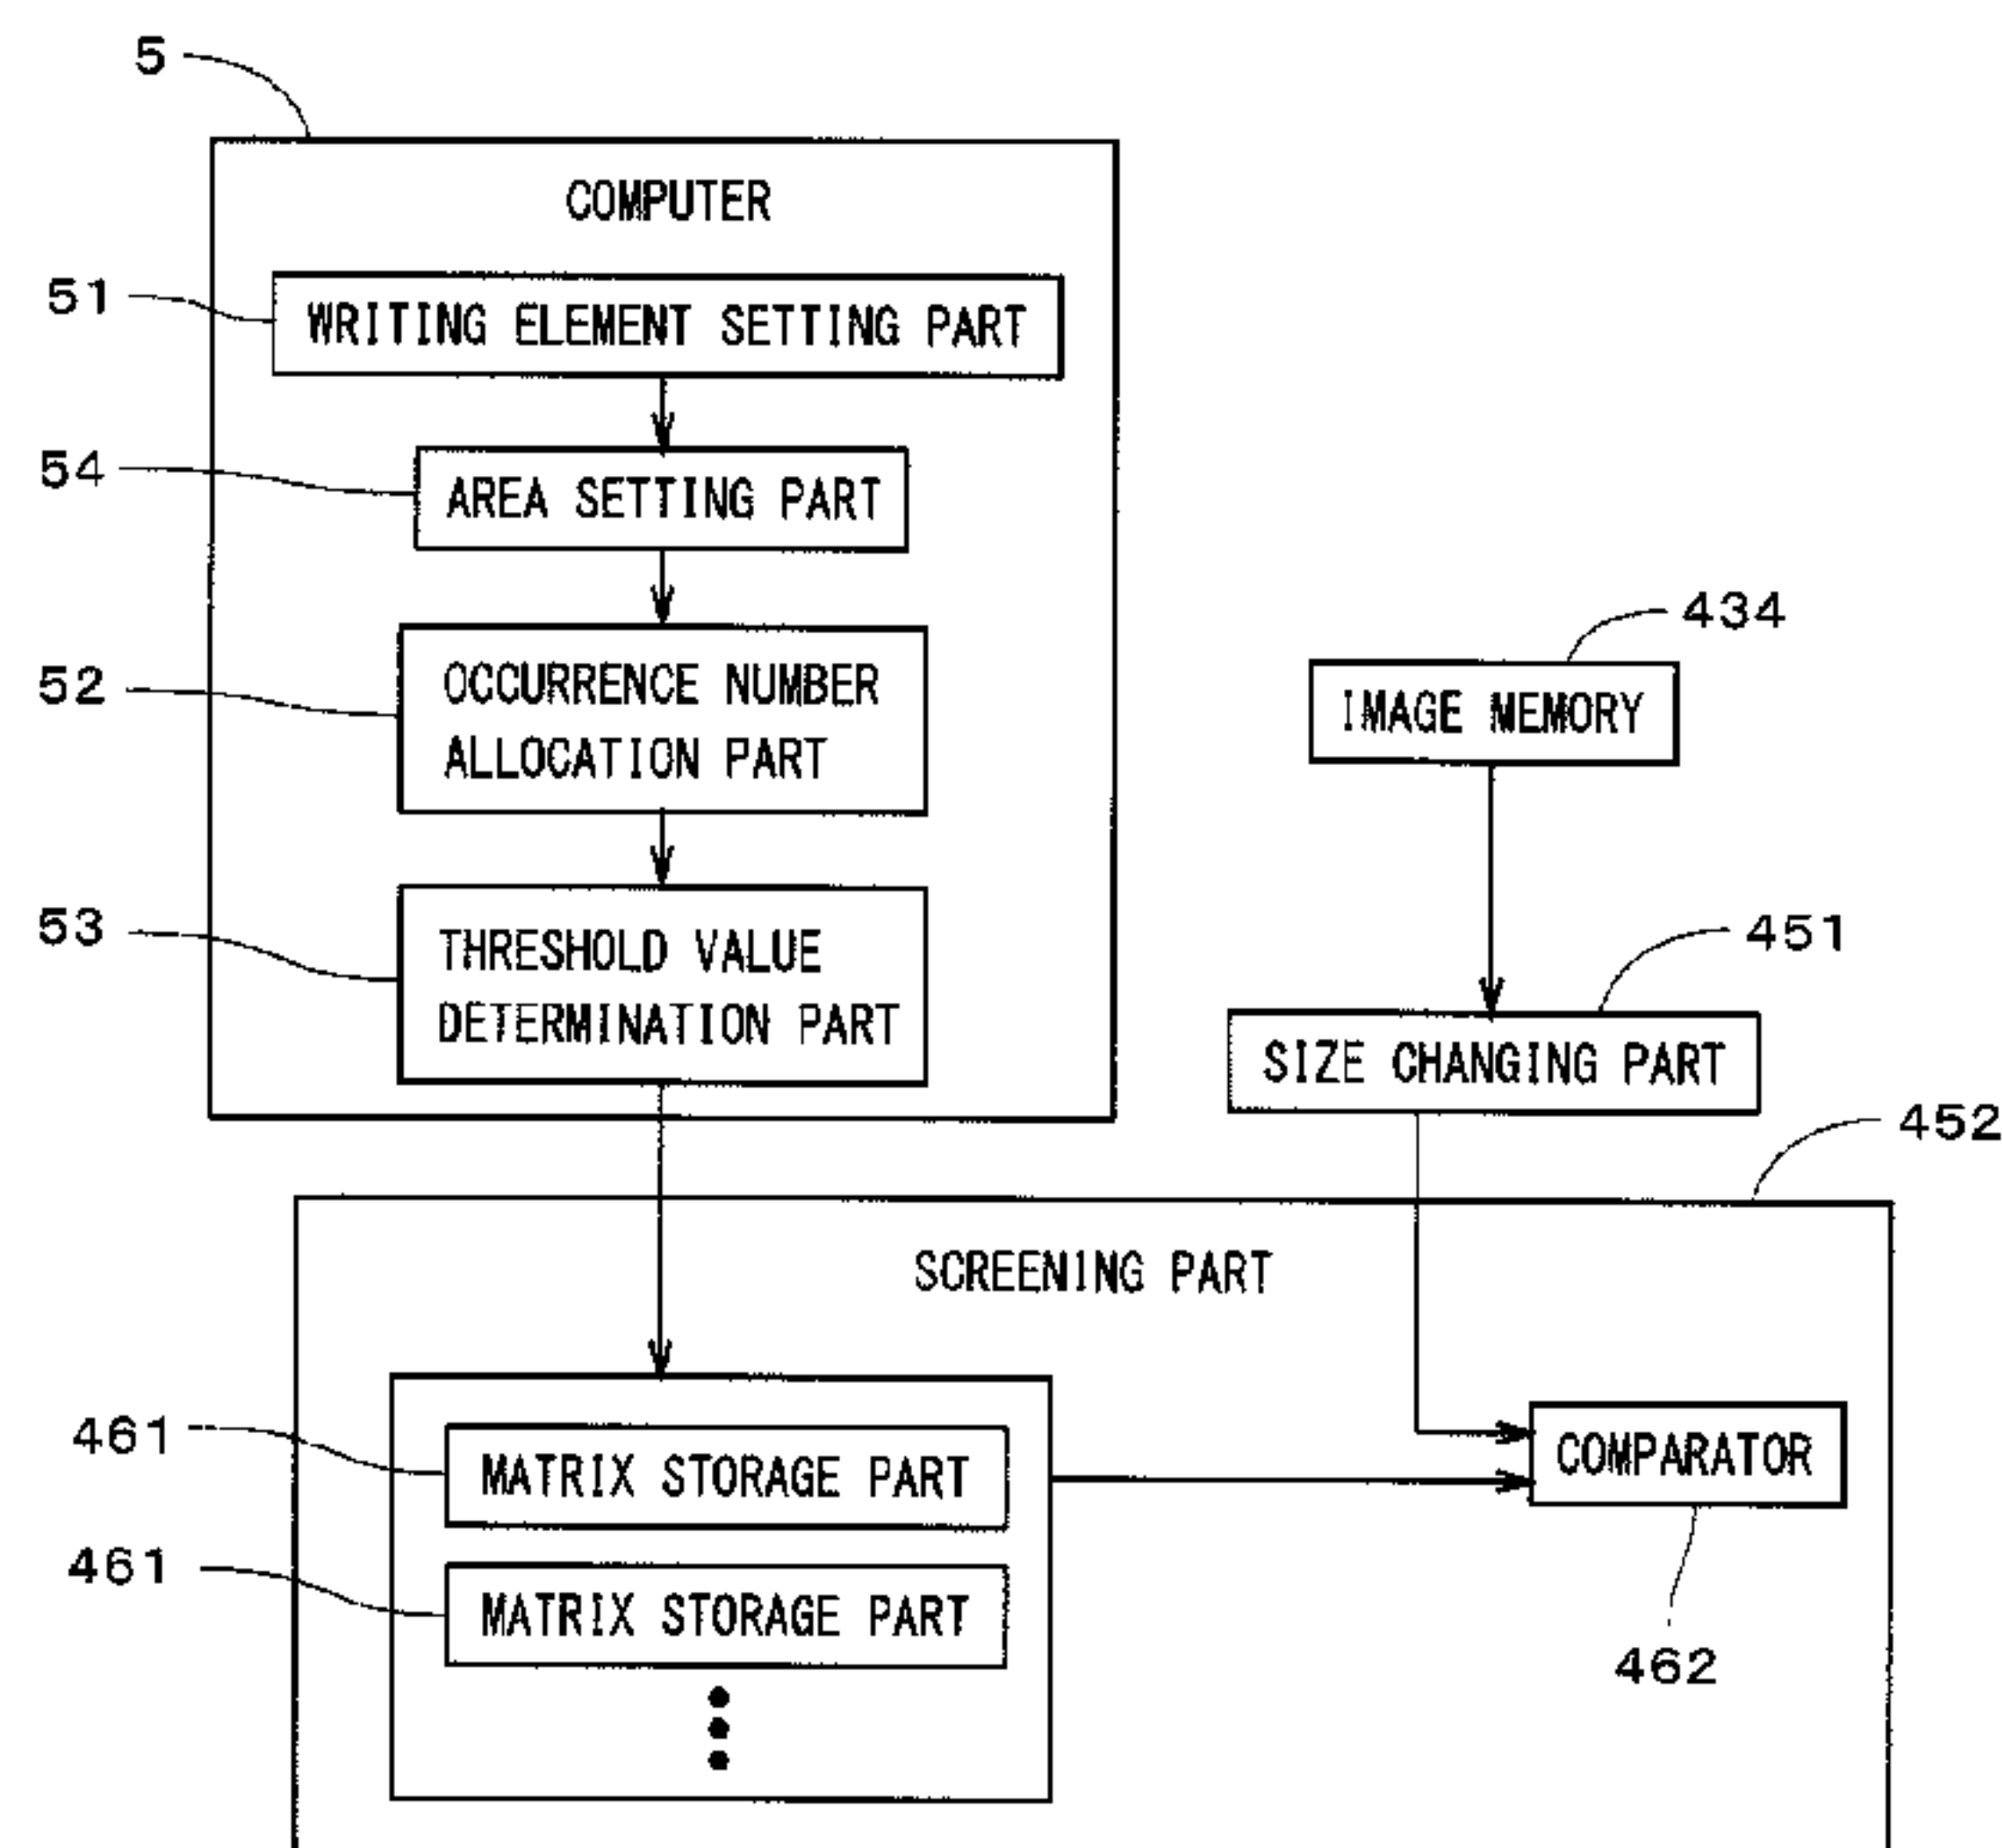 5
COMPUTER
51
WRITING ELEMENT SETTING PART
54
AREA SETTING PART
52
OCCURRENCE NUMBER
ALLOCATION PART
434
IMAGE MEMORY
53
THRESHOLD VALUE
DETERMINATION PART
451
SIZE CHANGING PART
452
SCREENING PART
461
MATRIX STORAGE PART
COMPARATOR
461
MATRIX STORAGE PART
462